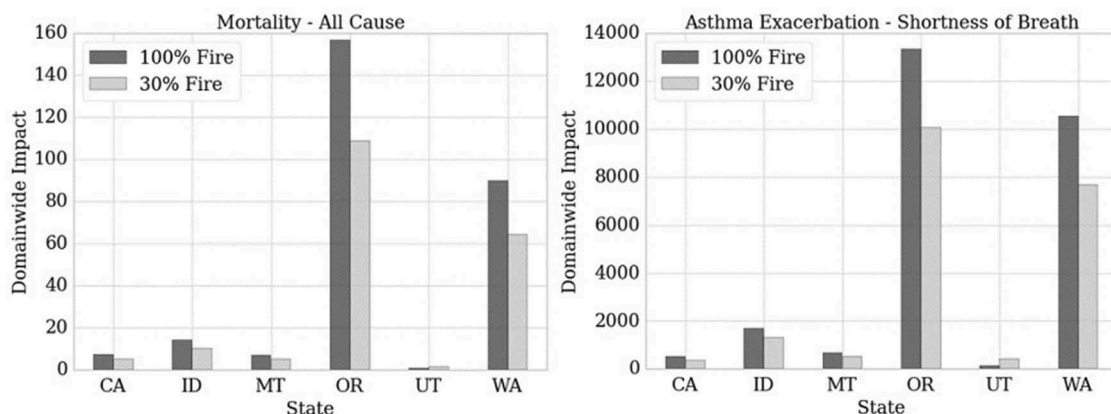 Mortality - All Cause
160
140
120
100
80
60
40
20
0
Domainwide Impact
100% Fire
30% Fire
CA ID MT OR UT WA
State
Asthma Exacerbation - Shortness of Breath
14000
12000
10000
8000
6000
4000
2000
0
Domainwide Impact
100% Fire
30% Fire
CA ID MT OR UT WA
State